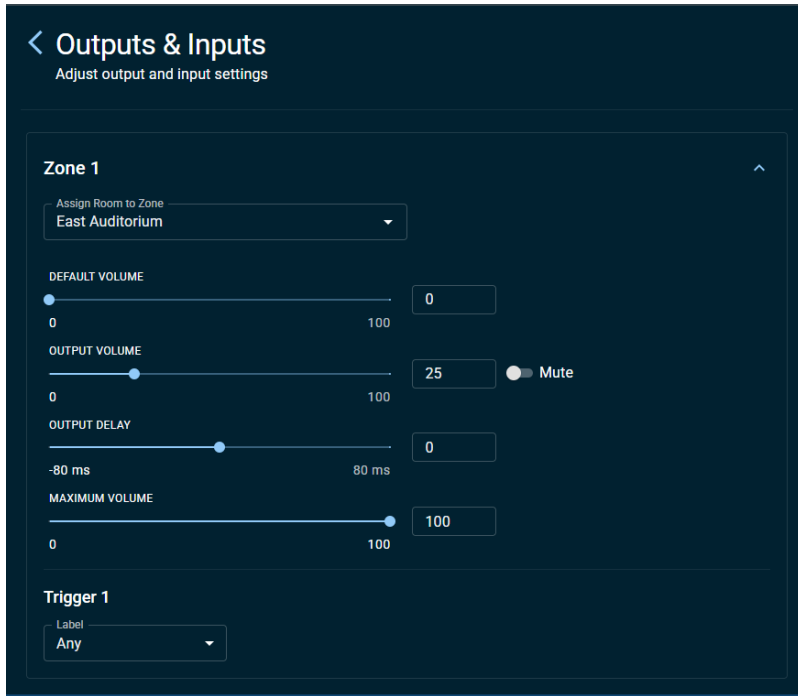 Outputs & Inputs
Adjust output and input settings
Zone 1
Assign Room to Zone
East Auditorium
DEFAULT VOLUME
0
0 100
OUTPUT VOLUME
25 Mute
0 100
OUTPUT DELAY
0
-80 ms 80 ms
MAXIMUM VOLUME
100
0 100
Trigger 1
Label
Any